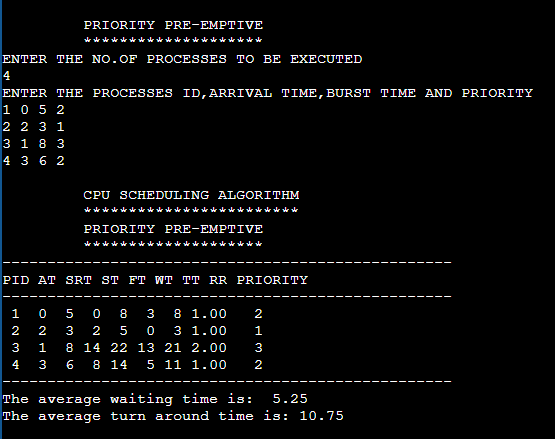 PRIORITY PRE-EMPTIVE
********************
ENTER THE NO.OF PROCESSES TO BE EXECUTED
4
ENTER THE PROCESSES ID,ARRIVAL TIME,BURST TIME AND PRIORITY
1 0 5 2
2 2 3 1
3 1 8 3
4 3 6 2
CPU SCHEDULING ALGORITHM
************************
PRIORITY PRE-EMPTIVE
********************
--------------------------------------------------
PID AT SRT ST FT WT TT RR PRIORITY
--------------------------------------------------
1 0 5 0 8 3 8 1.00 2
2 2 3 2 5 0 3 1.00 1
3 1 8 14 22 13 21 2.00 3
4 3 6 8 14 5 11 1.00 2
--------------------------------------------------
The average waiting time is: 5.25
The average turn around time is: 10.75